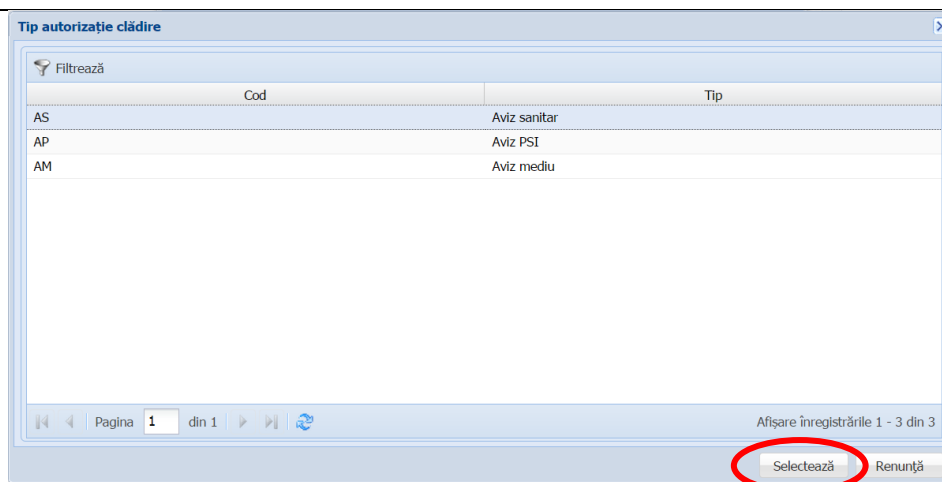 Tip autorizație clădire
Filtrează
Cod Tip
AS Aviz sanitar
AP Aviz PSI
AM Aviz mediu
Pagina 1 din 1 Afișare înregistrările 1 - 3 din 3
Selectează Renunță